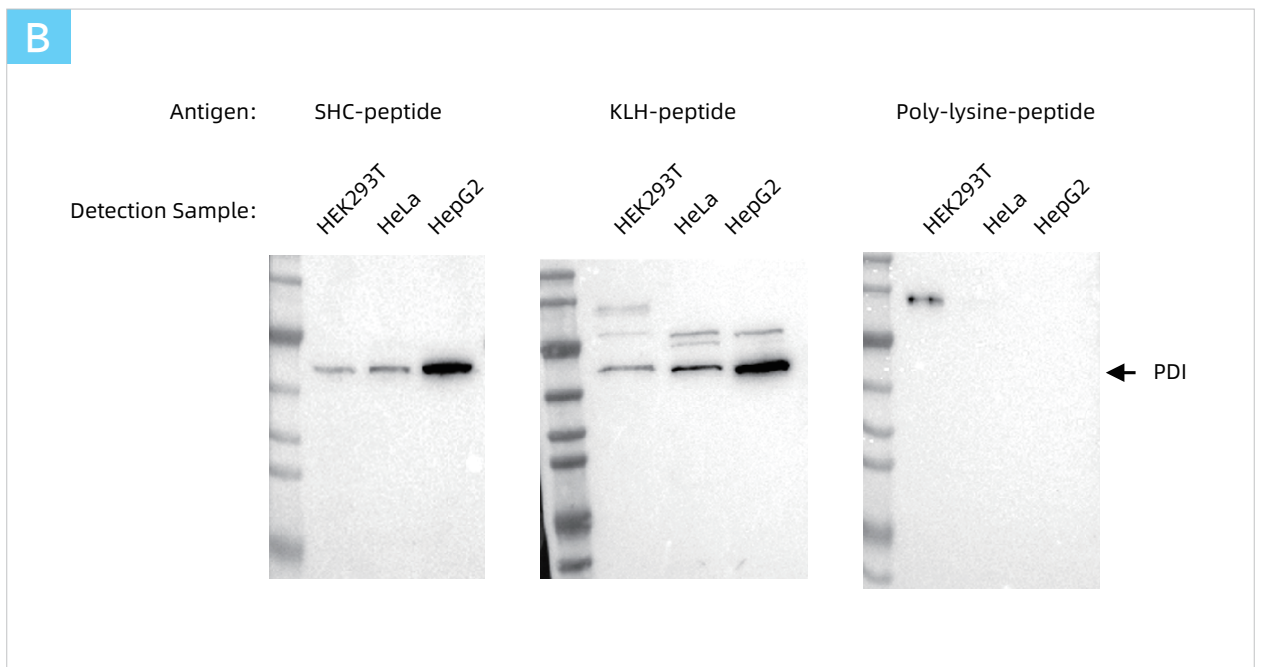 B
Antigen: SHC-peptide KLH-peptide Poly-lysine-peptide
Detection Sample: HEK293T HeLa HepG2 HEK293T HeLa HepG2 HEK293T HeLa HepG2
PDI